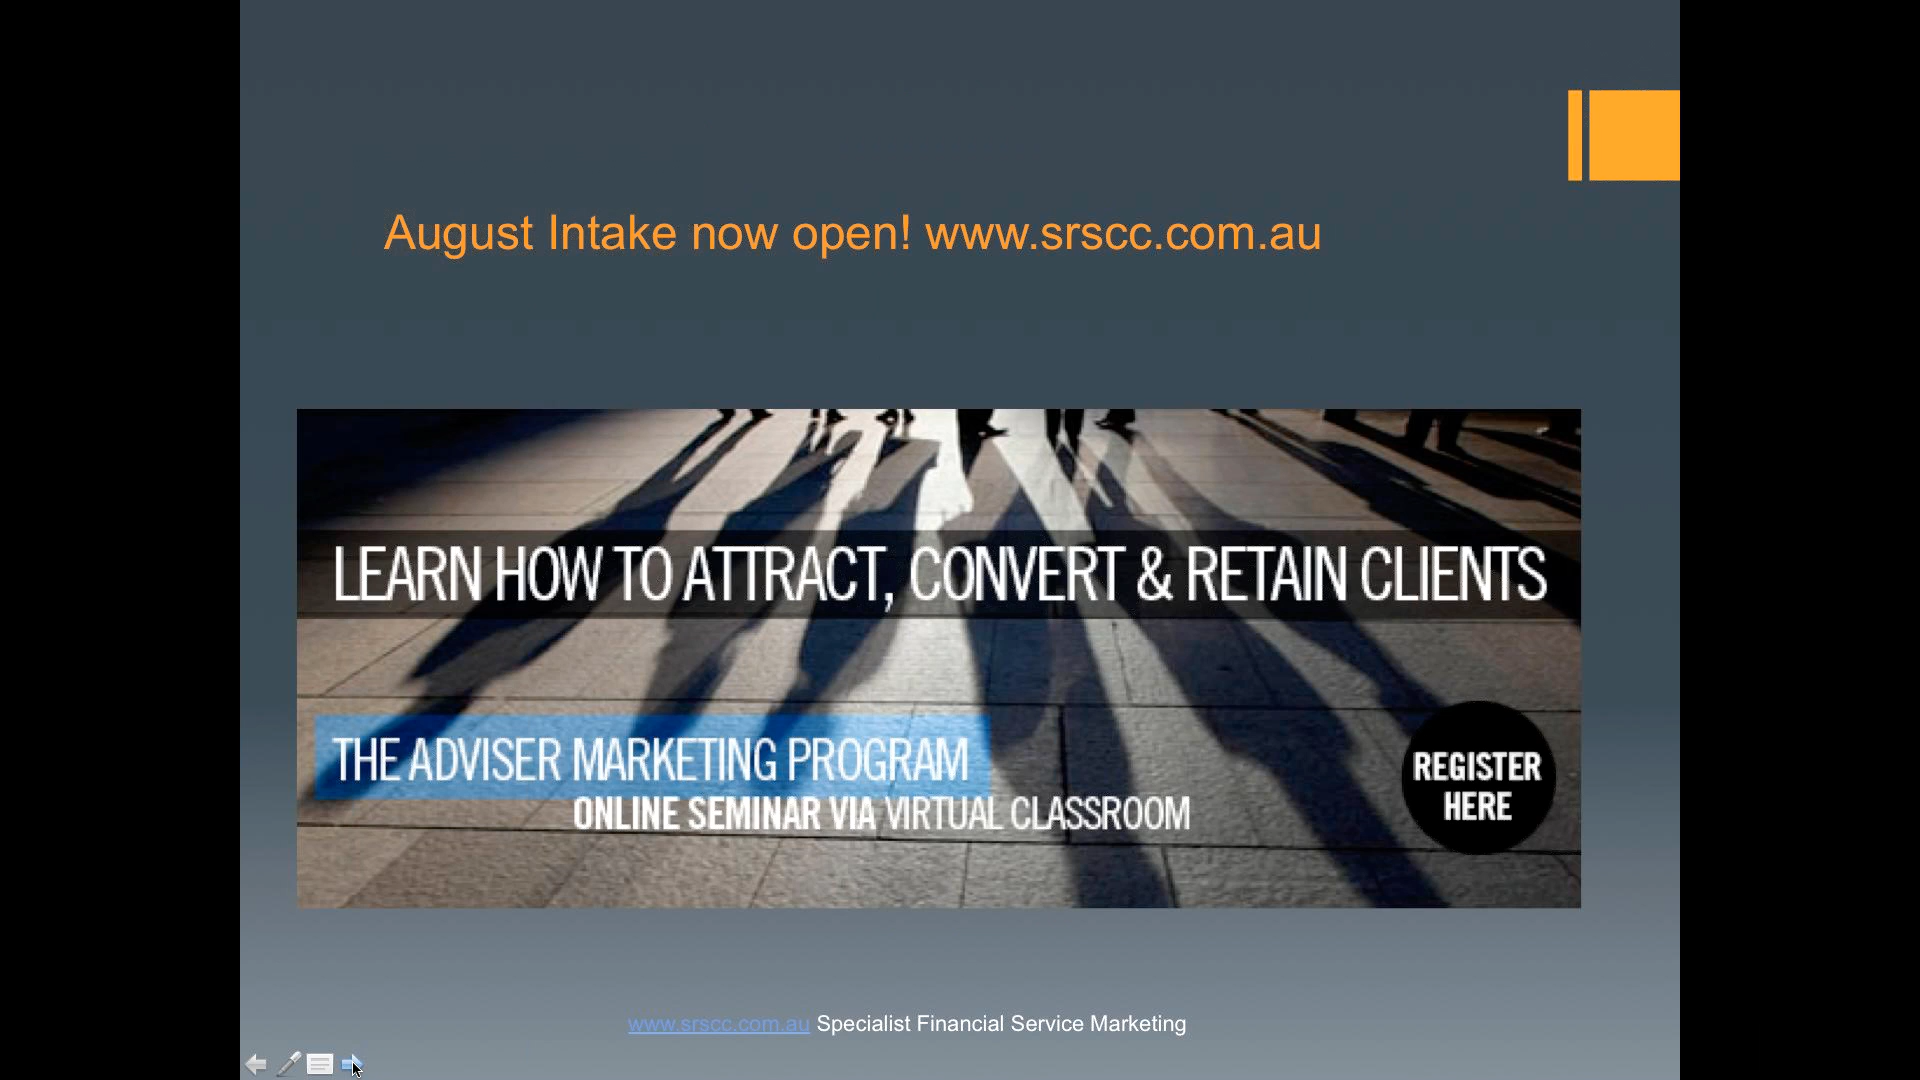 August Intake now open! www.srscc.com.au
LEARN HOW TO ATTRACT, CONVERT & RETAIN CLIENTS
THE ADVISER MARKETING PROGRAM
ONLINE SEMINAR VIA VIRTUAL CLASSROOM
REGISTER
HERE
www.srscc.com.au Specialist Financial Service Marketing